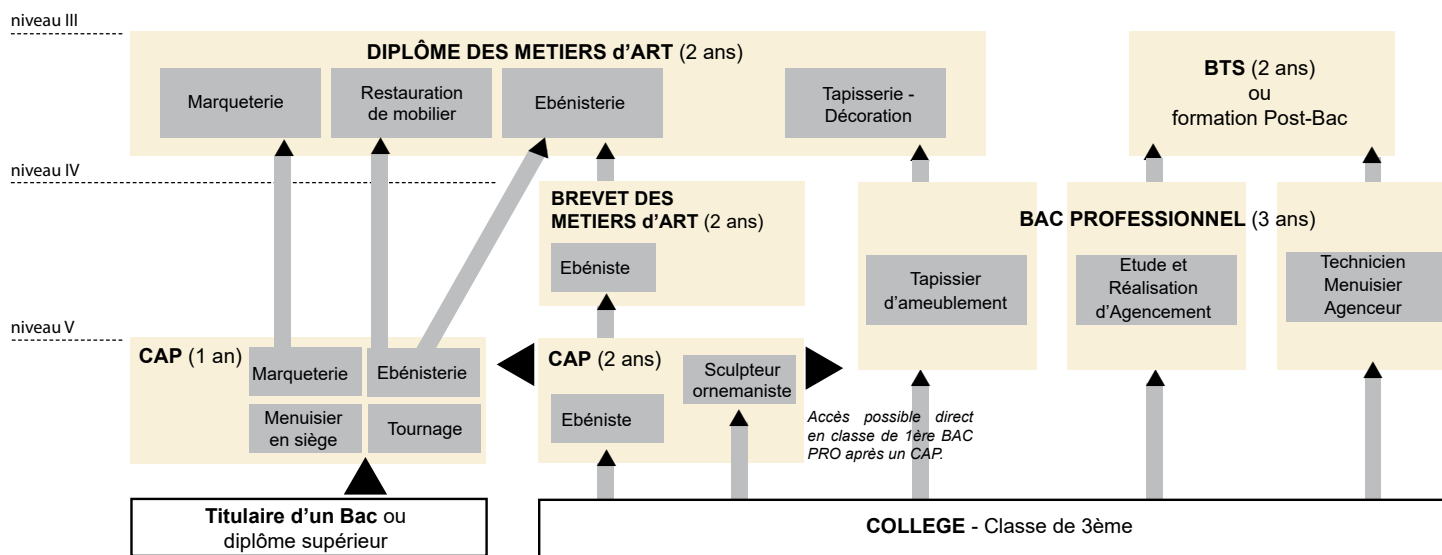 niveau III
DIPLÔME DES METIERS d'ART (2 ans)
Marqueterie
Restauration
de mobilier
Ebénisterie
Tapisserie -
Décoration
BTS (2 ans)
ou
formation Post-Bac
niveau IV
BREVET DES
METIERS d'ART (2 ans)
Ebéniste
BAC PROFESSIONNEL (3 ans)
Tapissier
d'ameublement
Etude et
Réalisation
d'Agencement
Technicien
Menuisier
Agenceur
niveau V
CAP (1 an)
Marqueterie
Ebénisterie
Menuisier
en siège
Tournage
CAP (2 ans)
Sculpteur
ornemaniste
Ebéniste
Accès possible direct
en classe de 1ère BAC
PRO après un CAP.
Titulaire d'un Bac ou
diplôme supérieur
COLLEGE - Classe de 3ème